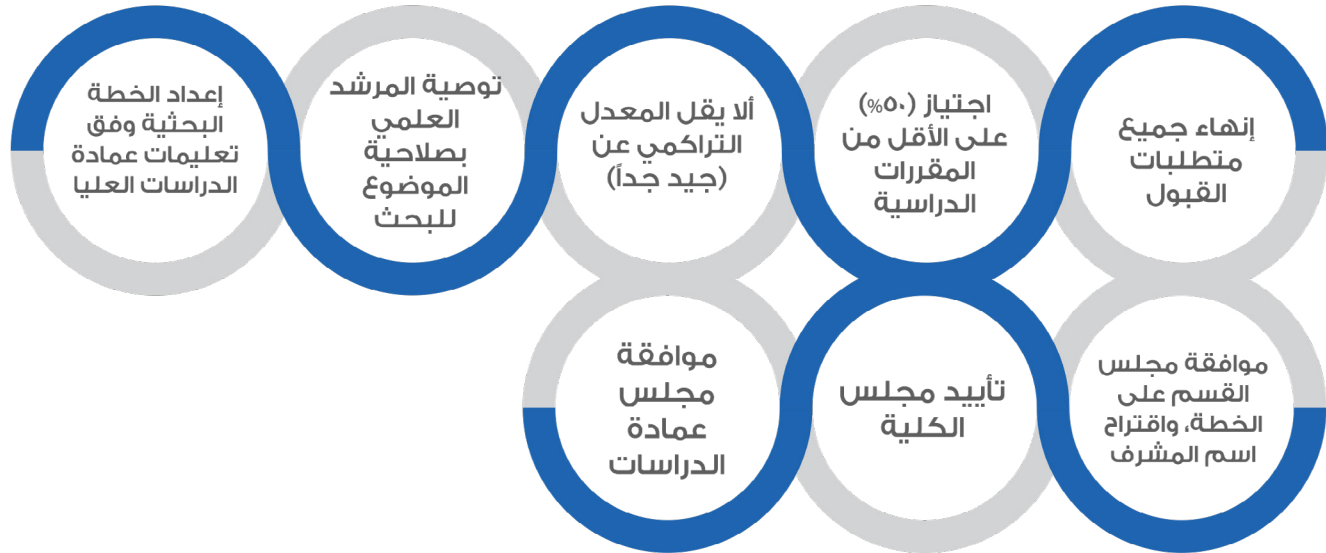 إنهاء جميع
متطلبات
القبول
اجتياز (٥٠%)
على الأقل من
المقررات
الدراسية
ألا يقل المعدل
التراكمي عن
(جيد جداً)
توصية المرشد
العلمي
بصلاحية
الموضوع
للبحث
إعداد الخطة
البحثية وفق
تعليمات عمادة
الدراسات العليا
موافقة مجلس
القسم على
الخطة، واقتراح
اسم المشرف
تأييد مجلس
الكلية
موافقة
مجلس
عمادة
الدراسات